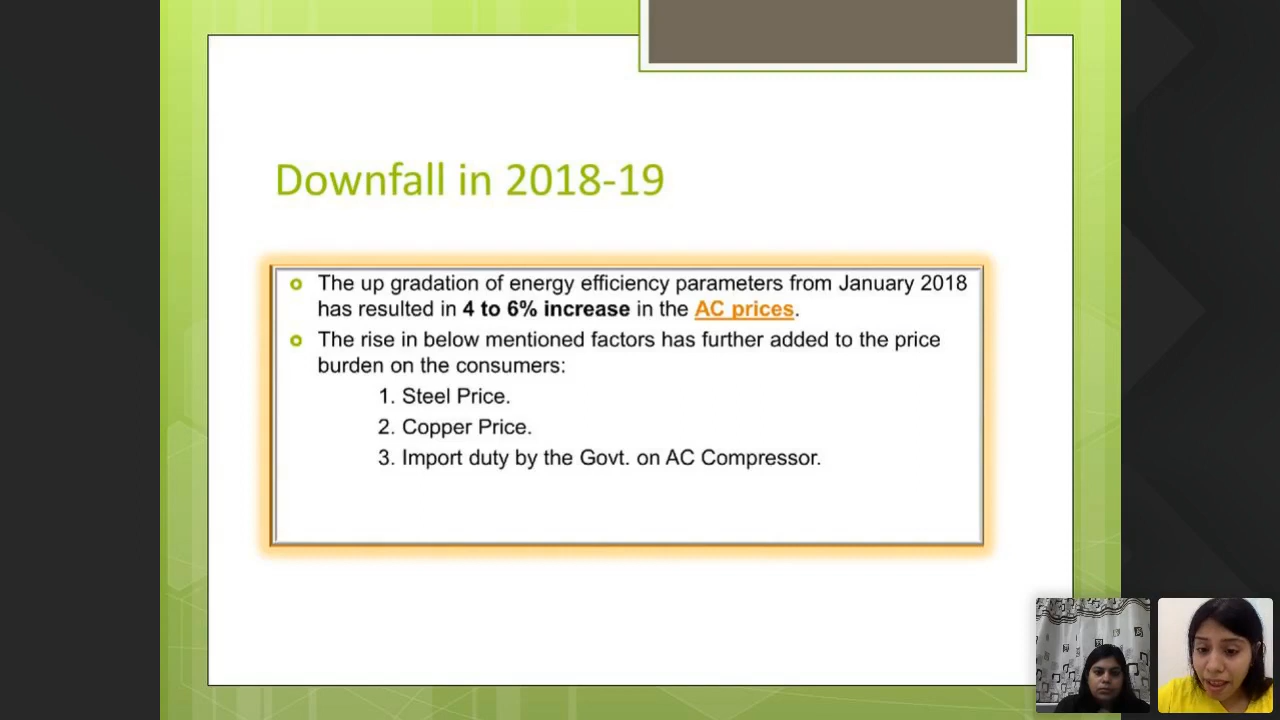 Downfall in 2018-19
The up gradation of energy efficiency parameters from January 2018
has resulted in 4 to 6% increase in the AC prices.
The rise in below mentioned factors has further added to the price
burden on the consumers:
1. Steel Price.
2. Copper Price.
3. Import duty by the Govt. on AC Compressor.